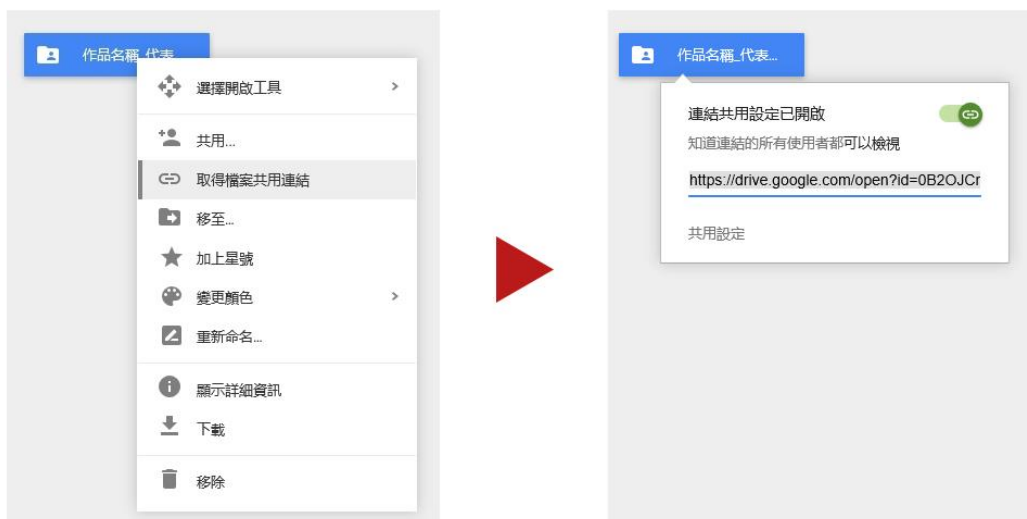 作品名稱_代表
選擇開啟工具
共用...
取得檔案共用連結
移至...
加上星號
變更顏色
重新命名...
顯示詳細資訊
下載
移除
作品名稱_代表...
連結共用設定已開啟
知道連結的所有使用者都可以檢視
https://drive.google.com/open?id=0B2OJCr
共用設定